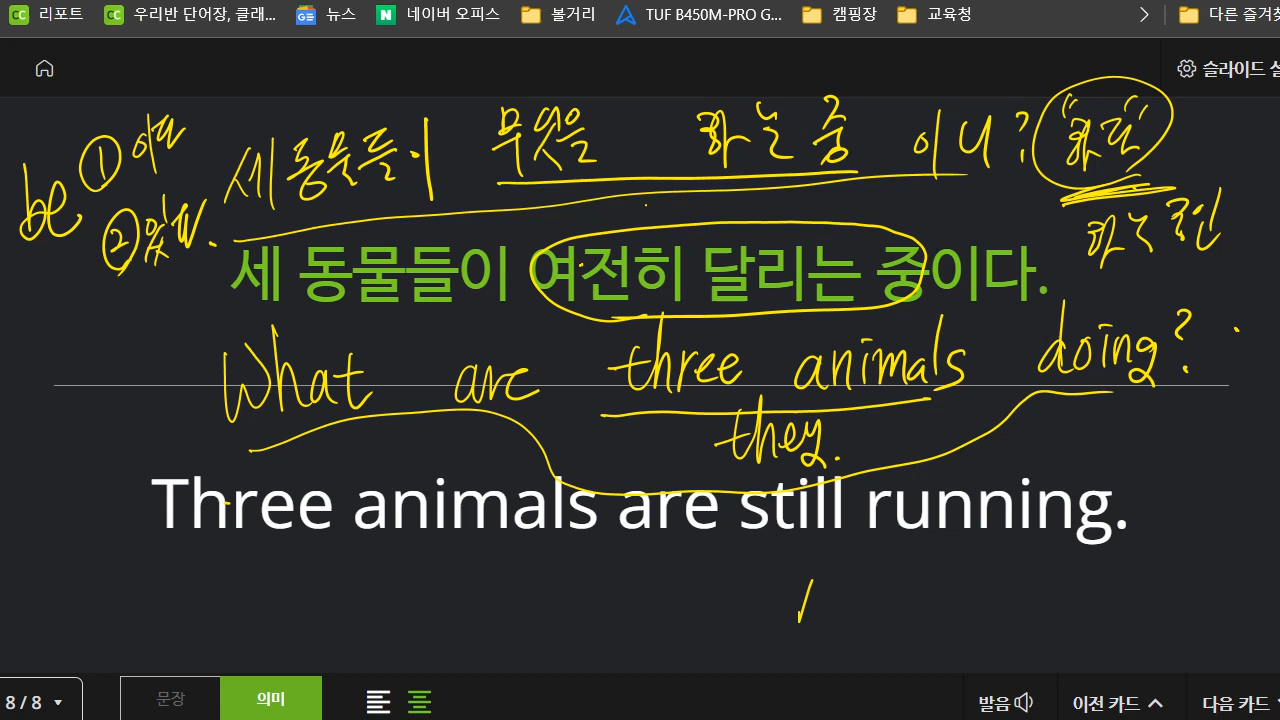 리포트 우리반 단어장, 클래... 뉴스 네이버 오피스 볼거리 TUF B450M-PRO G... 캠핑장 교육청 다른 즐겨찾
슬라이드 설
세 동물들이 무엇을 하는 중 이니?
be ① ②
세 동물들이 여전히 달리는 중이다.
What are three animals doing?
they.
Three animals are still running.
8 / 8 문장 의미 발음 이전 카드 다음 카드